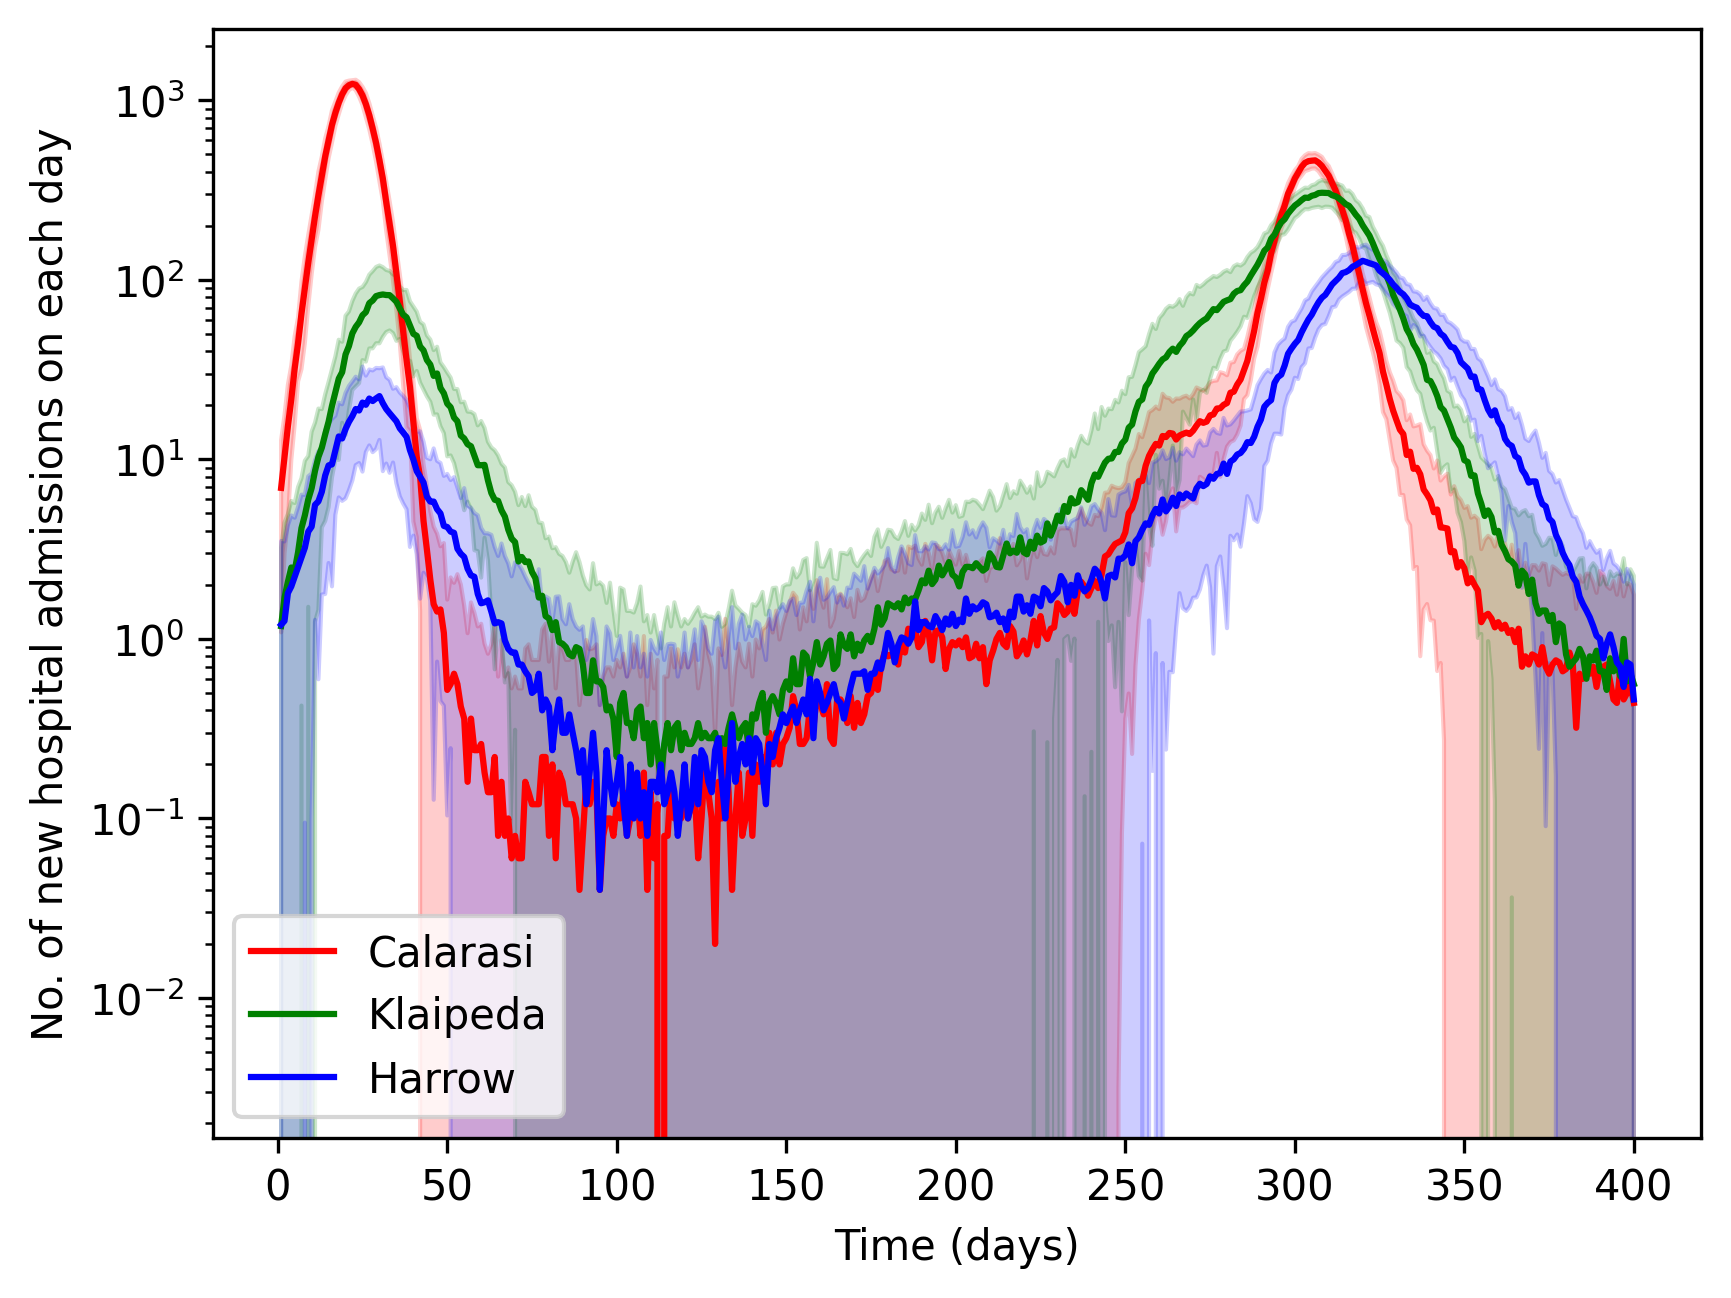 No. of new hospital admissions on each day
10³
10²
10¹
10⁰
10⁻¹
10⁻²
Calarasi
Klaipeda
Harrow
0 50 100 150 200 250 300 350 400
Time (days)